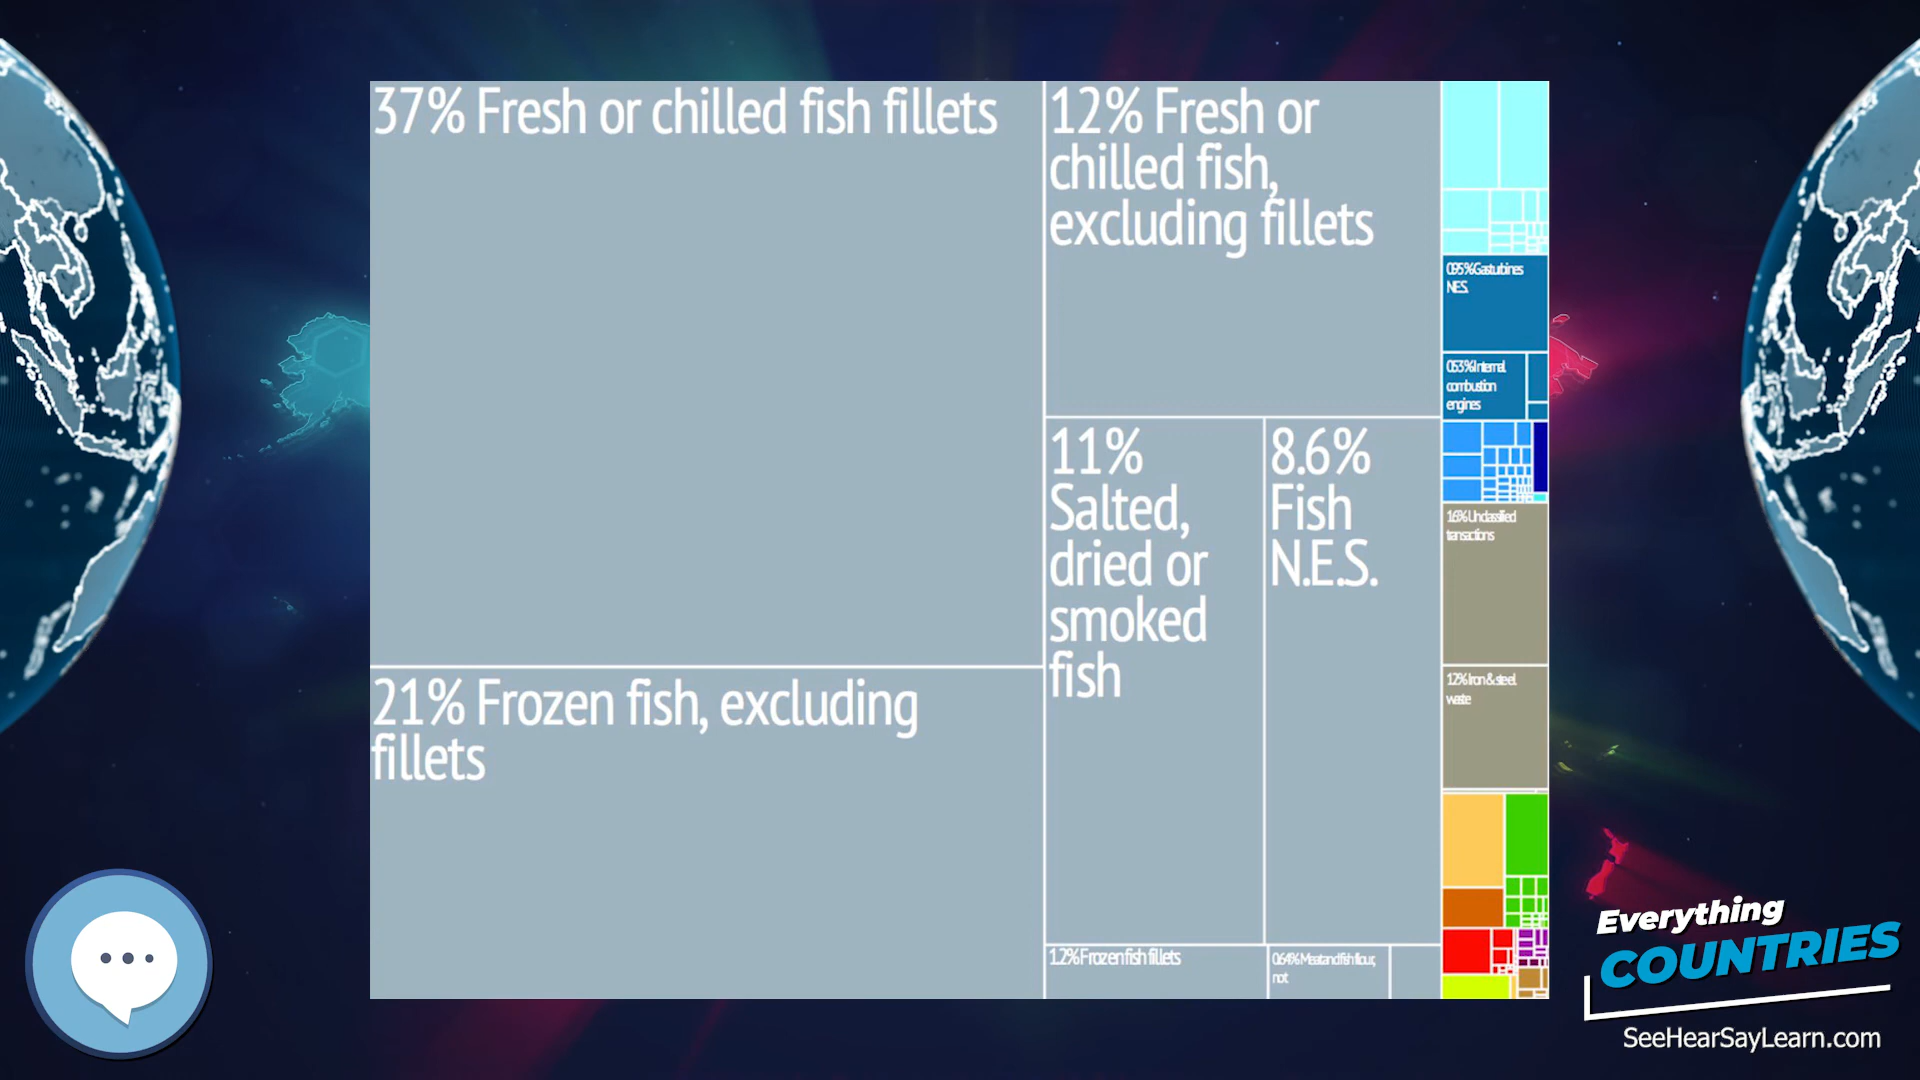 37% Fresh or chilled fish fillets
12% Fresh or
chilled fish,
excluding fillets
0.95% Gas turbines
N.E.S.
0.53% Internal
combustion
engines
11%
Salted,
dried or
smoked
fish
8.6%
Fish
N.E.S.
1.6% Unclassified
transactions
21% Frozen fish, excluding
fillets
1.2% Iron & steel
waste
1.2% Frozen fish fillets
0.64% Meat and fish flour,
not
Everything
COUNTRIES
SeeHearSayLearn.com